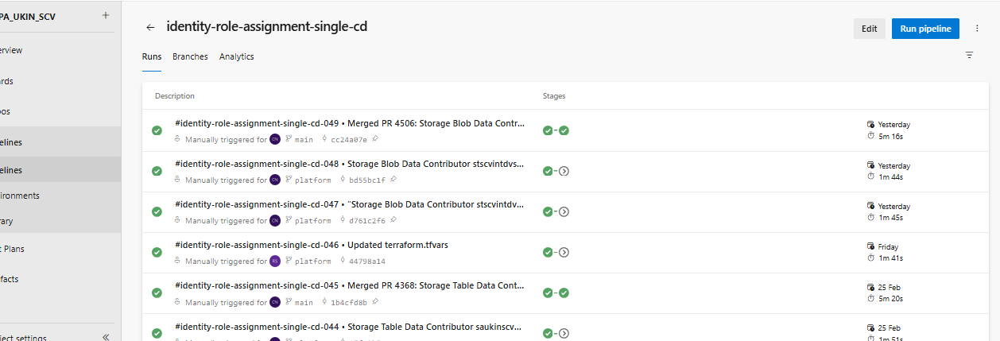 PA_UKIN_SCV +
identity-role-assignment-single-cd
Edit
Run pipeline
erview
Runs Branches Analytics
rds
Description Stages
os
#identity-role-assignment-single-cd-049 • Merged PR 4506: Storage Blob Data Contr...
Yesterday
Manually triggered for CN main cc24a07e
5m 16s
elines
#identity-role-assignment-single-cd-048 • Storage Blob Data Contributor stscvintdvs...
Yesterday
elines
Manually triggered for CN platform bd55bc1f
1m 44s
ironments
#identity-role-assignment-single-cd-047 • "Storage Blob Data Contributor stscvintdv...
Yesterday
Manually triggered for CN platform d761c2f6
1m 45s
rary
#identity-role-assignment-single-cd-046 • Updated terraform.tfvars
Friday
t Plans
Manually triggered for RS platform 44798a14
1m 41s
facts
#identity-role-assignment-single-cd-045 • Merged PR 4368: Storage Table Data Cont...
25 Feb
Manually triggered for CN main 1b4cfd8b
5m 20s
#identity-role-assignment-single-cd-044 • Storage Table Data Contributor saukinscv...
25 Feb
ject settings
Manually triggered for CN platform
1m 51s